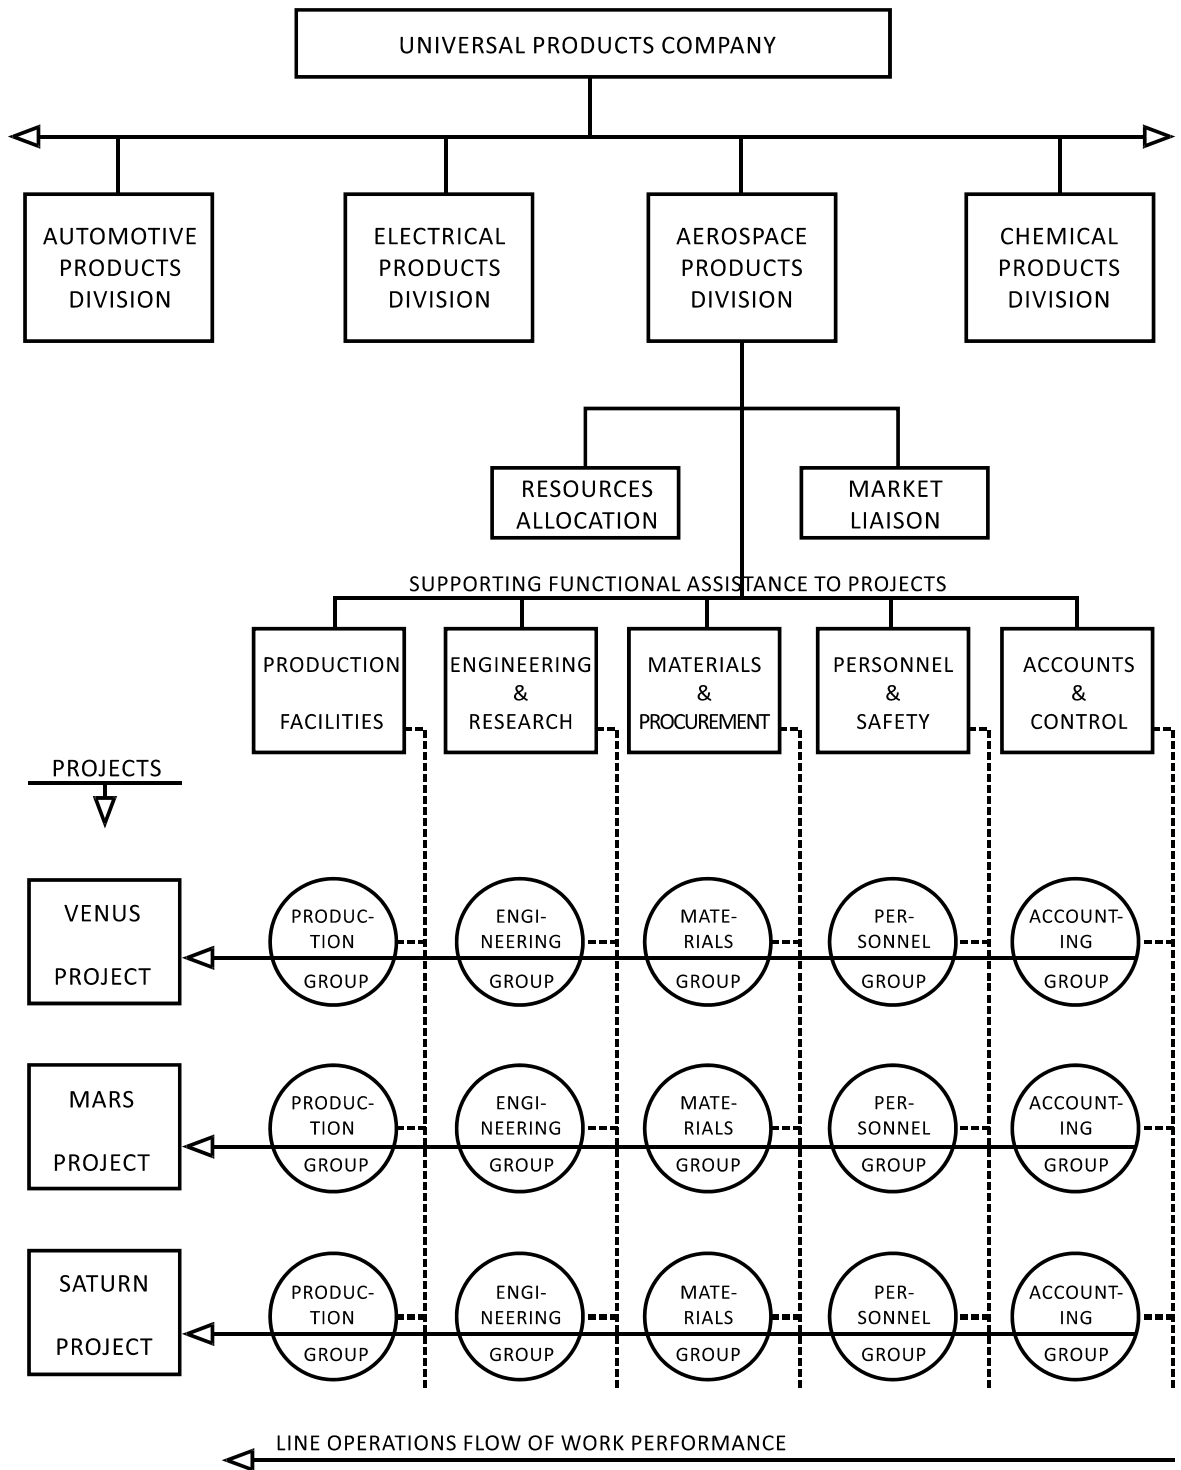 UNIVERSAL PRODUCTS COMPANY
AUTOMOTIVE
PRODUCTS
DIVISION
ELECTRICAL
PRODUCTS
DIVISION
AEROSPACE
PRODUCTS
DIVISION
CHEMICAL
PRODUCTS
DIVISION
RESOURCES
ALLOCATION
MARKET
LIAISON
SUPPORTING FUNCTIONAL ASSISTANCE TO PROJECTS
PRODUCTION
FACILITIES
ENGINEERING
&
RESEARCH
MATERIALS
&
PROCUREMENT
PERSONNEL
&
SAFETY
ACCOUNTS
&
CONTROL
PROJECTS
VENUS
PROJECT
PRODUC-
TION
GROUP
ENGI-
NEERING
GROUP
MATE-
RIALS
GROUP
PER-
SONNEL
GROUP
ACCOUNT-
ING
GROUP
MARS
PROJECT
PRODUC-
TION
GROUP
ENGI-
NEERING
GROUP
MATE-
RIALS
GROUP
PER-
SONNEL
GROUP
ACCOUNT-
ING
GROUP
SATURN
PROJECT
PRODUC-
TION
GROUP
ENGI-
NEERING
GROUP
MATE-
RIALS
GROUP
PER-
SONNEL
GROUP
ACCOUNT-
ING
GROUP
LINE OPERATIONS FLOW OF WORK PERFORMANCE